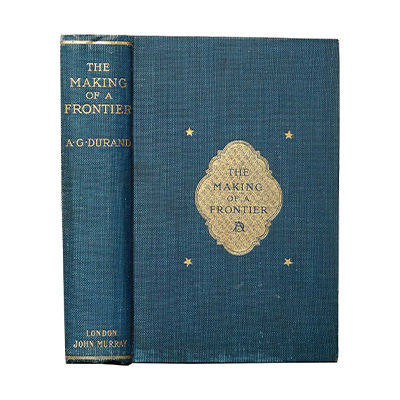 THE
MAKING
OF A
FRONTIER
A·G·DURAND
LONDON
JOHN MURRAY
THE
MAKING
OF A
FRONTIER